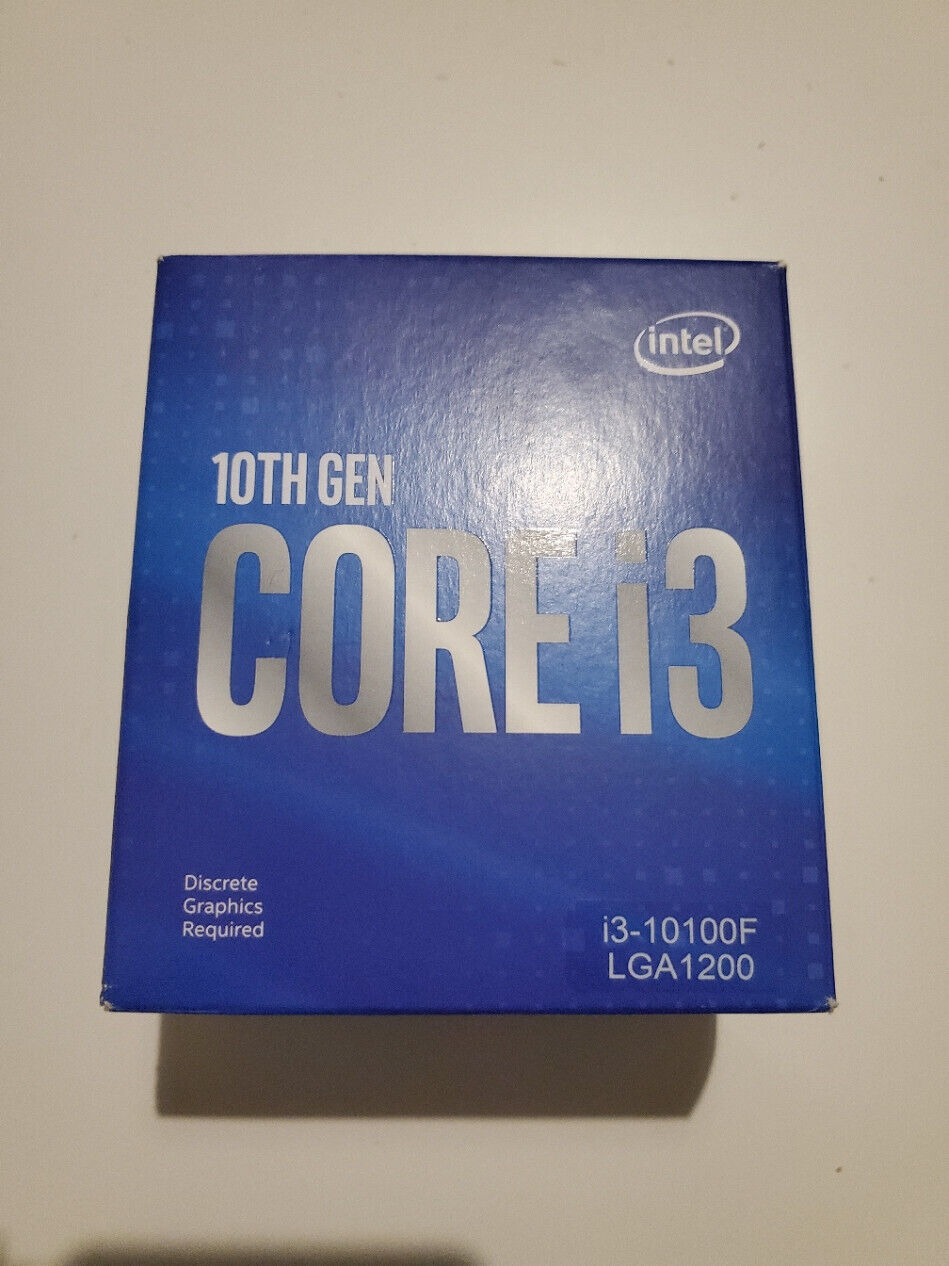 intel
10TH GEN
CORE i3
Discrete
Graphics
Required
i3-10100F
LGA1200